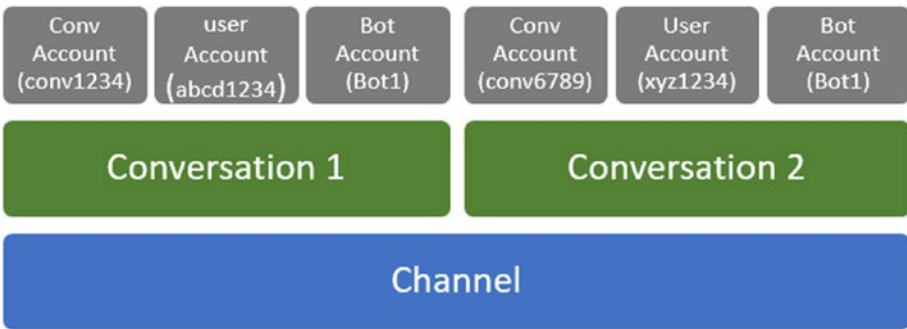 Conv
Account
(conv1234)
user
Account
(abcd1234)
Bot
Account
(Bot1)
Conv
Account
(conv6789)
User
Account
(xyz1234)
Bot
Account
(Bot1)
Conversation 1
Conversation 2
Channel